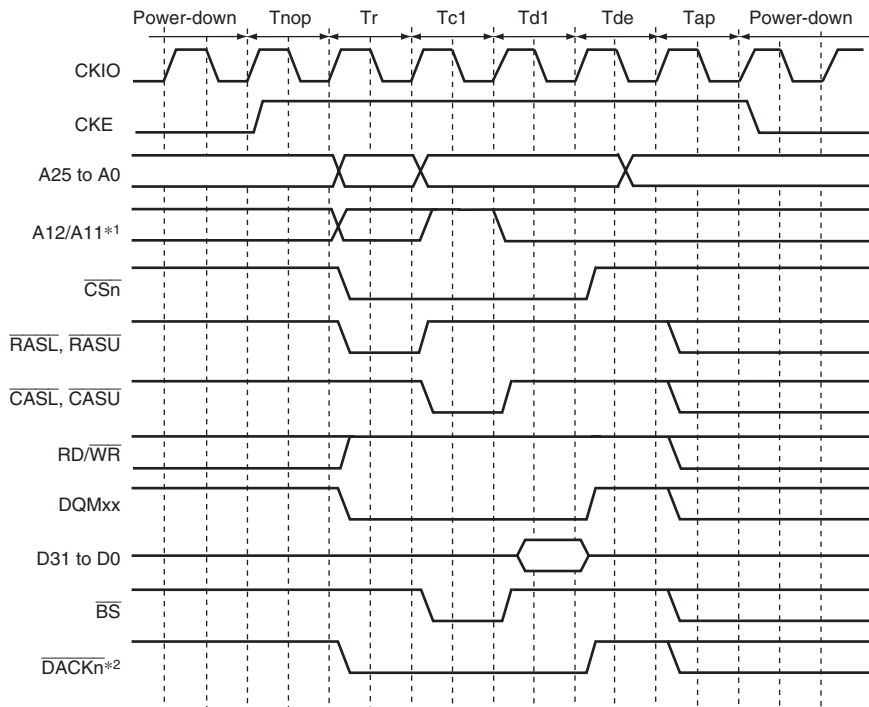 Power-down Tnop Tr Tc1 Td1 Tde Tap Power-down
CKIO
CKE
A25 to A0
A12/A11*1
CSn
RASL, RASU
CASL, CASU
RD/WR
DQMxx
D31 to D0
BS
DACKn*2